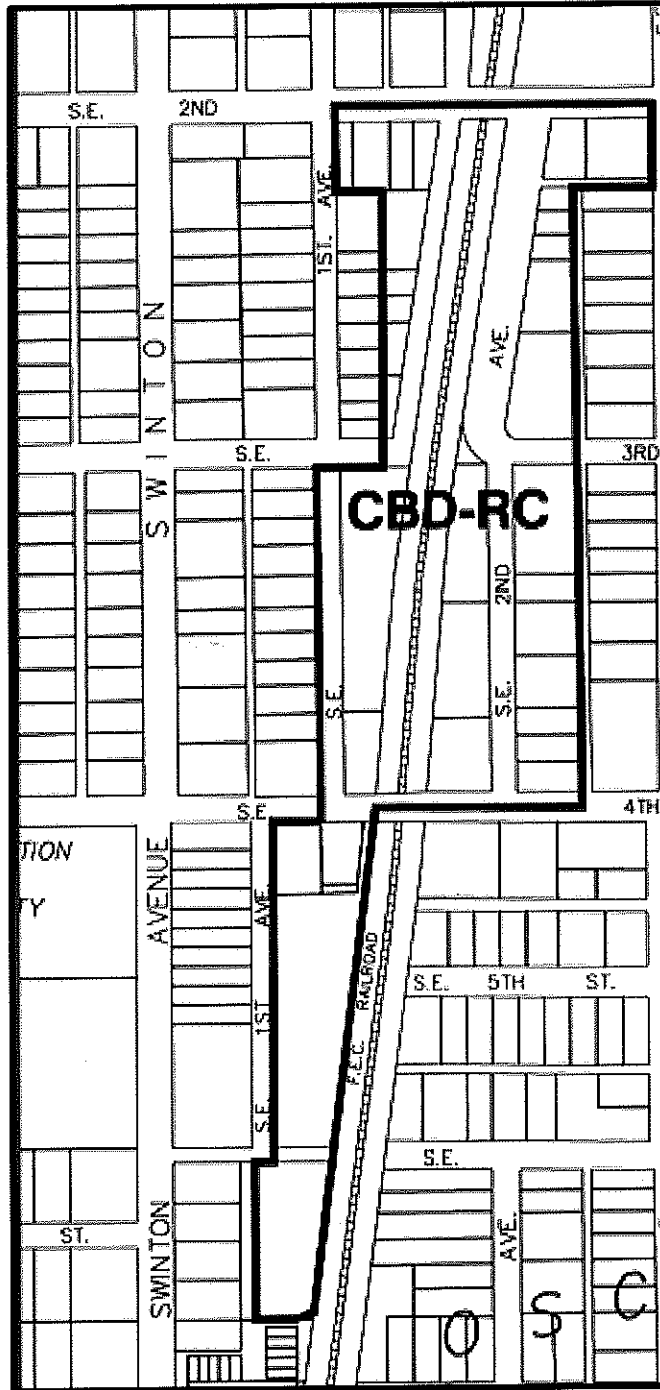 S.E. 2ND
1ST. AVE.
SWINTON
AVE.
S.E.
3RD
CBD-RC
S.E.
S.E. 2ND
S.E.
4TH
TION
TY
AVENUE
S.E. 1ST AVE.
F.E.C. RAILROAD
S.E. 5TH ST.
S.E.
ST.
SWINTON
AVE.
O S C